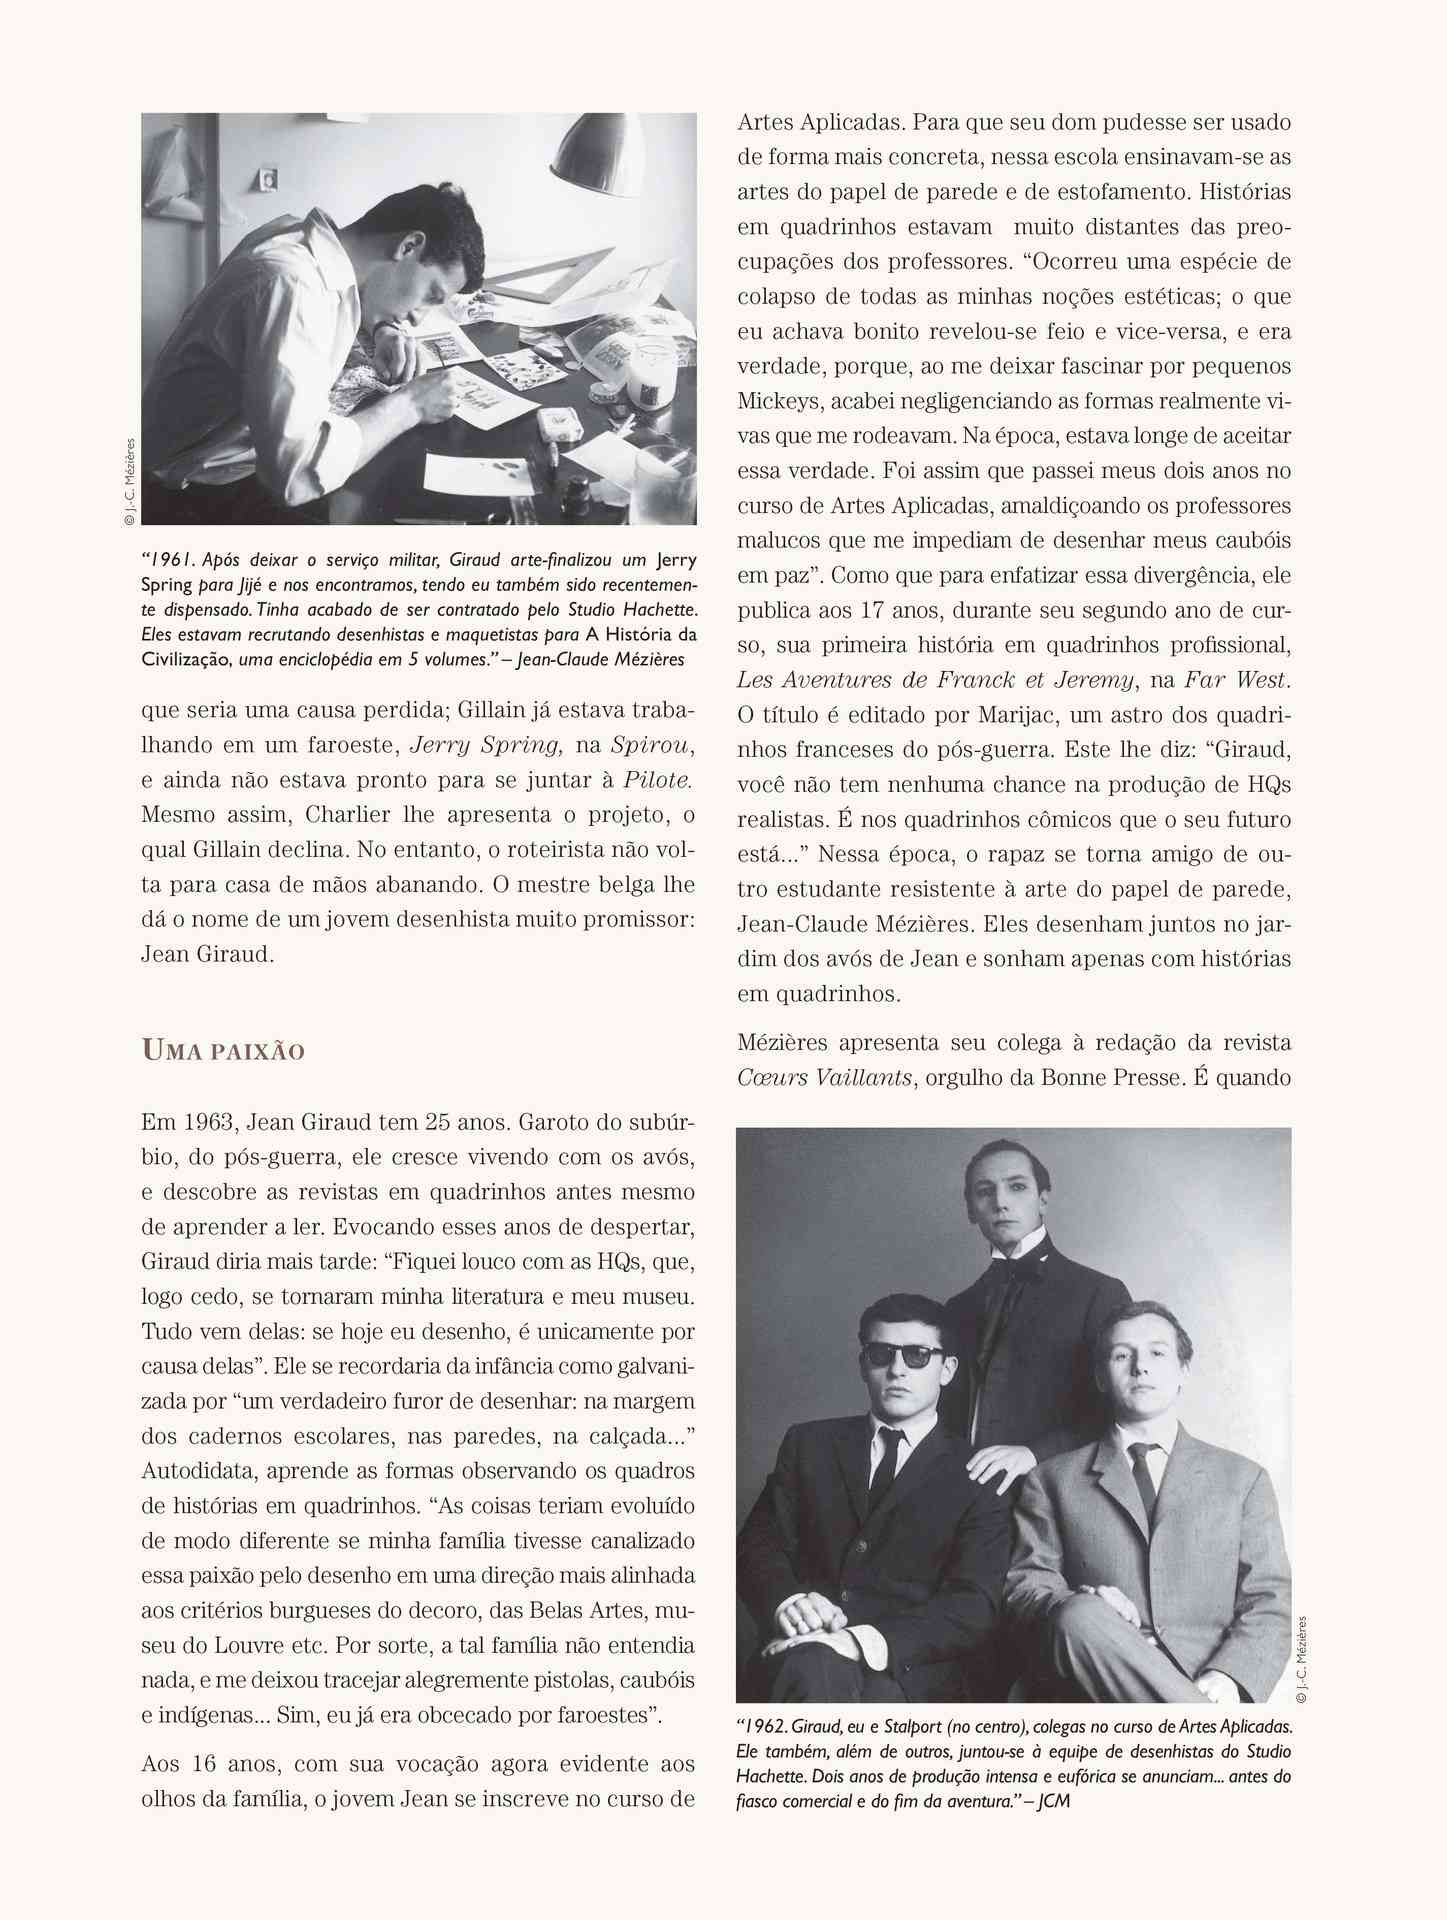 © J.-C. Mézières
“1961. Após deixar o serviço militar, Giraud arte-finalizou um Jerry
Spring para Jijé e nos encontramos, tendo eu também sido recentemen-
te dispensado. Tinha acabado de ser contratado pelo Studio Hachette.
Eles estavam recrutando desenhistas e maquetistas para A História da
Civilização, uma enciclopédia em 5 volumes.” – Jean-Claude Mézières
que seria uma causa perdida; Gillain já estava traba-
lhando em um faroeste, Jerry Spring, na Spirou,
e ainda não estava pronto para se juntar à Pilote.
Mesmo assim, Charlier lhe apresenta o projeto, o
qual Gillain declina. No entanto, o roteirista não vol-
ta para casa de mãos abanando. O mestre belga lhe
dá o nome de um jovem desenhista muito promissor:
Jean Giraud.
UMA PAIXÃO
Em 1963, Jean Giraud tem 25 anos. Garoto do subúr-
bio, do pós-guerra, ele cresce vivendo com os avós,
e descobre as revistas em quadrinhos antes mesmo
de aprender a ler. Evocando esses anos de despertar,
Giraud diria mais tarde: “Fiquei louco com as HQs, que,
logo cedo, se tornaram minha literatura e meu museu.
Tudo vem delas: se hoje eu desenho, é unicamente por
causa delas”. Ele se recordaria da infância como galvani-
zada por “um verdadeiro furor de desenhar: na margem
dos cadernos escolares, nas paredes, na calçada...”
Autodidata, aprende as formas observando os quadros
de histórias em quadrinhos. “As coisas teriam evoluído
de modo diferente se minha família tivesse canalizado
essa paixão pelo desenho em uma direção mais alinhada
aos critérios burgueses do decoro, das Belas Artes, mu-
seu do Louvre etc. Por sorte, a tal família não entendia
nada, e me deixou tracejar alegremente pistolas, caubóis
e indígenas... Sim, eu já era obcecado por faroestes”.
Aos 16 anos, com sua vocação agora evidente aos
olhos da família, o jovem Jean se inscreve no curso de
Artes Aplicadas. Para que seu dom pudesse ser usado
de forma mais concreta, nessa escola ensinavam-se as
artes do papel de parede e de estofamento. Histórias
em quadrinhos estavam muito distantes das preo-
cupações dos professores. “Ocorreu uma espécie de
colapso de todas as minhas noções estéticas; o que
eu achava bonito revelou-se feio e vice-versa, e era
verdade, porque, ao me deixar fascinar por pequenos
Mickeys, acabei negligenciando as formas realmente vi-
vas que me rodeavam. Na época, estava longe de aceitar
essa verdade. Foi assim que passei meus dois anos no
curso de Artes Aplicadas, amaldiçoando os professores
malucos que me impediam de desenhar meus caubóis
em paz”. Como que para enfatizar essa divergência, ele
publica aos 17 anos, durante seu segundo ano de cur-
so, sua primeira história em quadrinhos profissional,
Les Aventures de Franck et Jeremy, na Far West.
O título é editado por Marijac, um astro dos quadri-
nhos franceses do pós-guerra. Este lhe diz: “Giraud,
você não tem nenhuma chance na produção de HQs
realistas. É nos quadrinhos cômicos que o seu futuro
está...” Nessa época, o rapaz se torna amigo de ou-
tro estudante resistente à arte do papel de parede,
Jean-Claude Mézières. Eles desenham juntos no jar-
dim dos avós de Jean e sonham apenas com histórias
em quadrinhos.
Mézières apresenta seu colega à redação da revista
Cœurs Vaillants, orgulho da Bonne Presse. É quando
© J.-C. Mézières
“1962. Giraud, eu e Stalport (no centro), colegas no curso de Artes Aplicadas.
Ele também, além de outros, juntou-se à equipe de desenhistas do Studio
Hachette. Dois anos de produção intensa e eufórica se anunciam... antes do
fiasco comercial e do fim da aventura.” – JCM